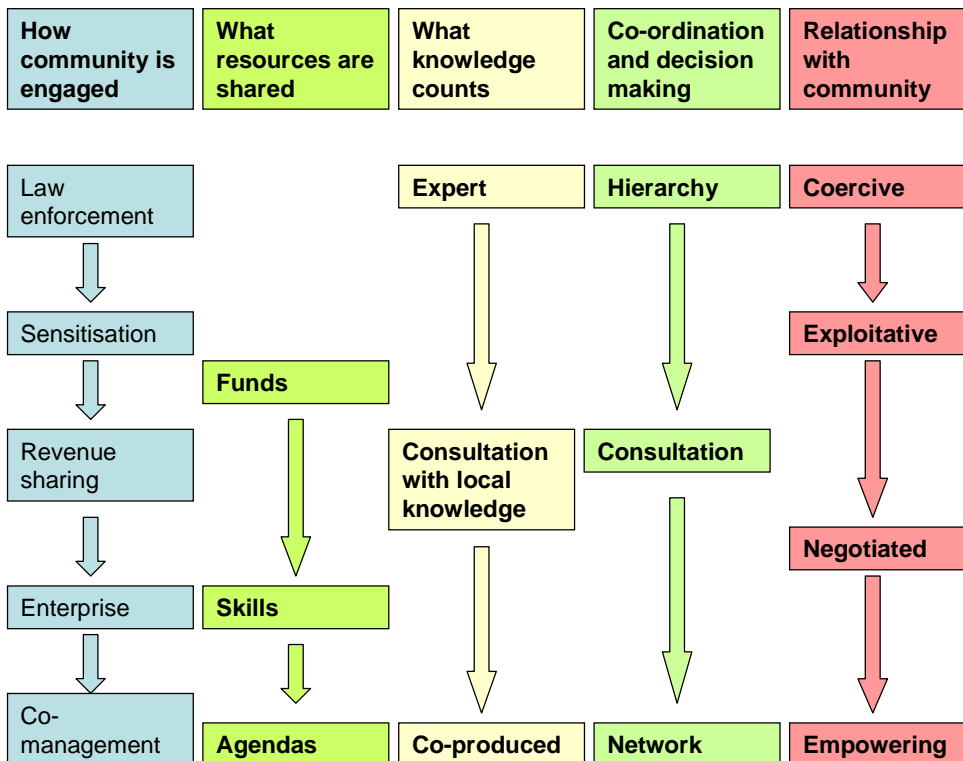 How
community is
engaged
What
resources are
shared
What
knowledge
counts
Co-ordination
and decision
making
Relationship
with
community
Law
enforcement
Expert
Hierarchy
Coercive
Sensitisation
Exploitative
Funds
Revenue
sharing
Consultation
with local
knowledge
Consultation
Negotiated
Enterprise
Skills
Co-
management
Agendas
Co-produced
Network
Empowering